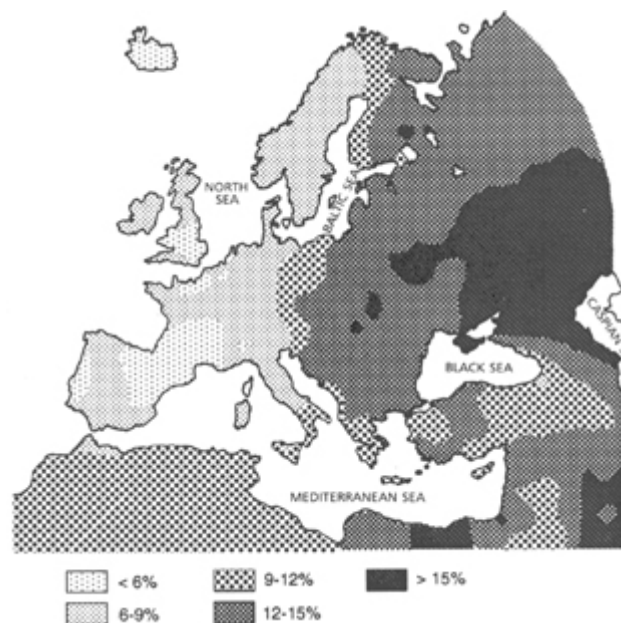 NORTH
SEA
BALTIC SEA
CASPIAN
BLACK SEA
MEDITERRANEAN SEA
< 6%
9-12%
> 15%
6-9%
12-15%